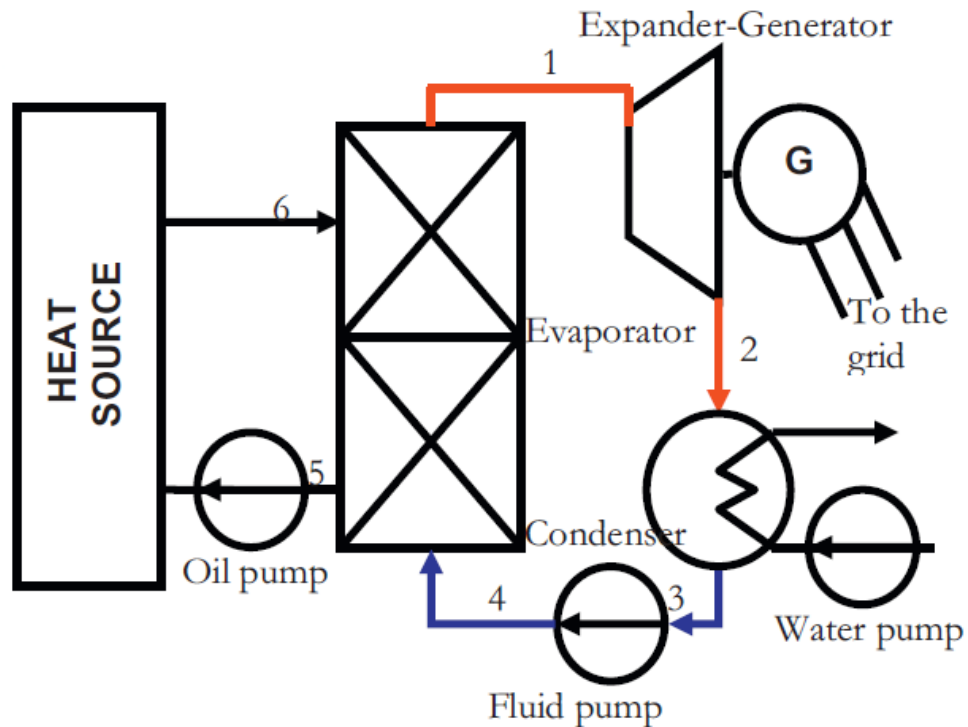 Expander-Generator
1
G
6
HEAT
SOURCE
To the
grid
Evaporator
2
5
Condenser
Oil pump
4
3
Water pump
Fluid pump